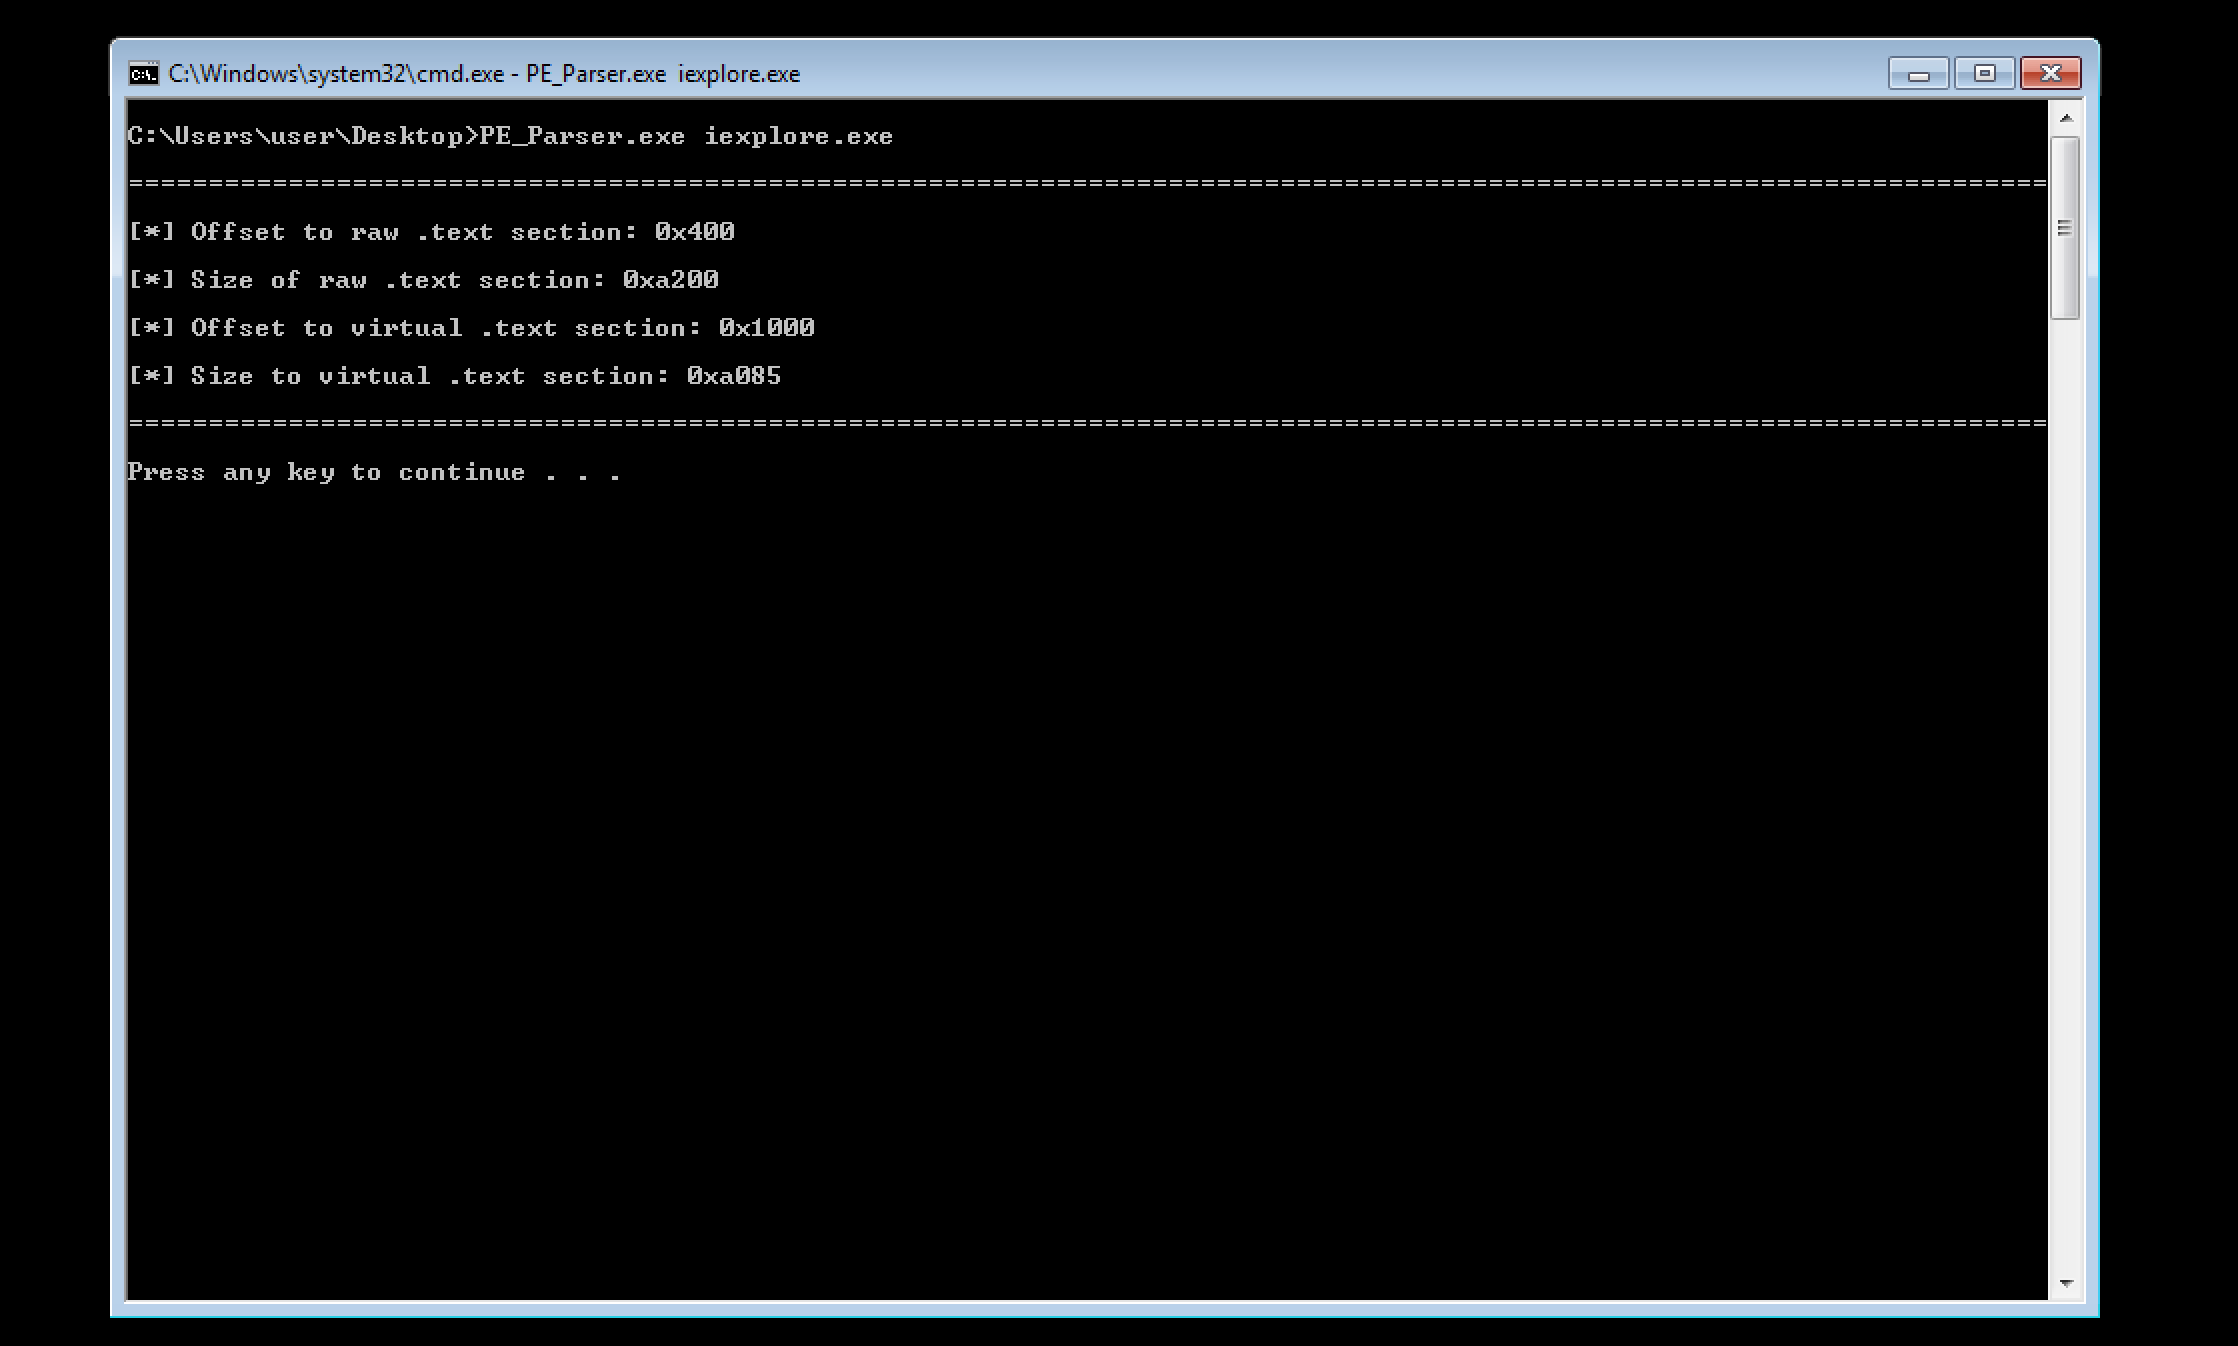 C:\Windows\system32\cmd.exe - PE_Parser.exe  iexplore.exe
C:\Users\user\Desktop>PE_Parser.exe iexplore.exe
========================================================================================================================
[*] Offset to raw .text section: 0x400
[*] Size of raw .text section: 0xa200
[*] Offset to virtual .text section: 0x1000
[*] Size to virtual .text section: 0xa085
========================================================================================================================
Press any key to continue . . .